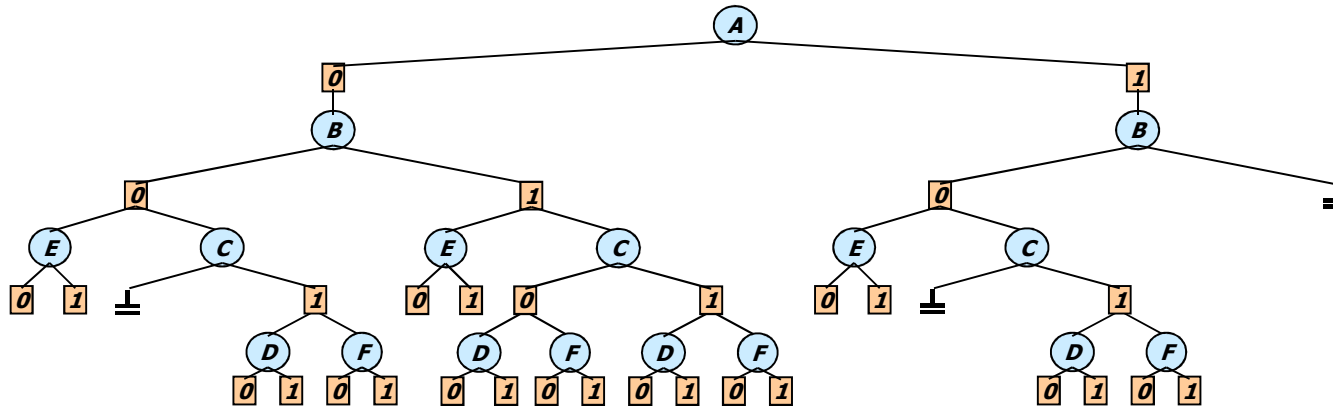 A
0 1
B B
0 1 0
E C E C E C
0 1 1 0 1 0 1 0 1 1
D F D F D F D F
0 1 0 1 0 1 0 1 0 1 0 1 0 1 0 1